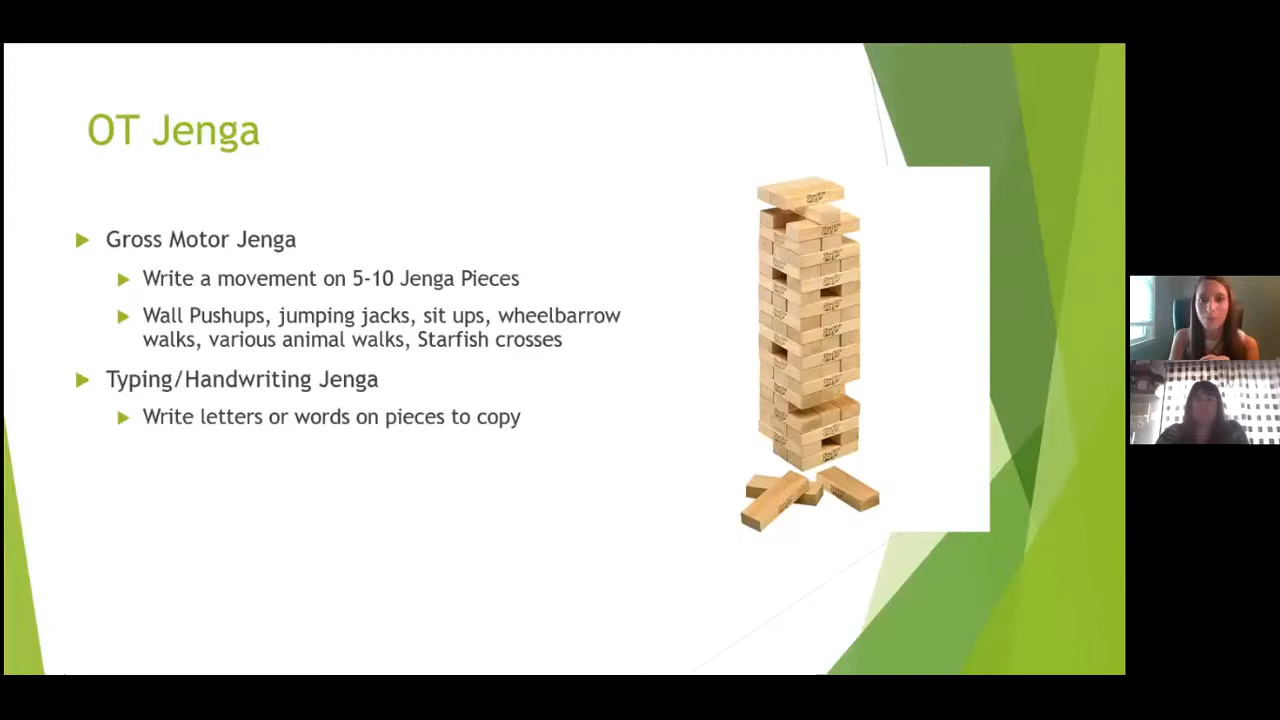 OT Jenga
Gross Motor Jenga
Write a movement on 5-10 Jenga Pieces
Wall Pushups, jumping jacks, sit ups, wheelbarrow
walks, various animal walks, Starfish crosses
Typing/Handwriting Jenga
Write letters or words on pieces to copy